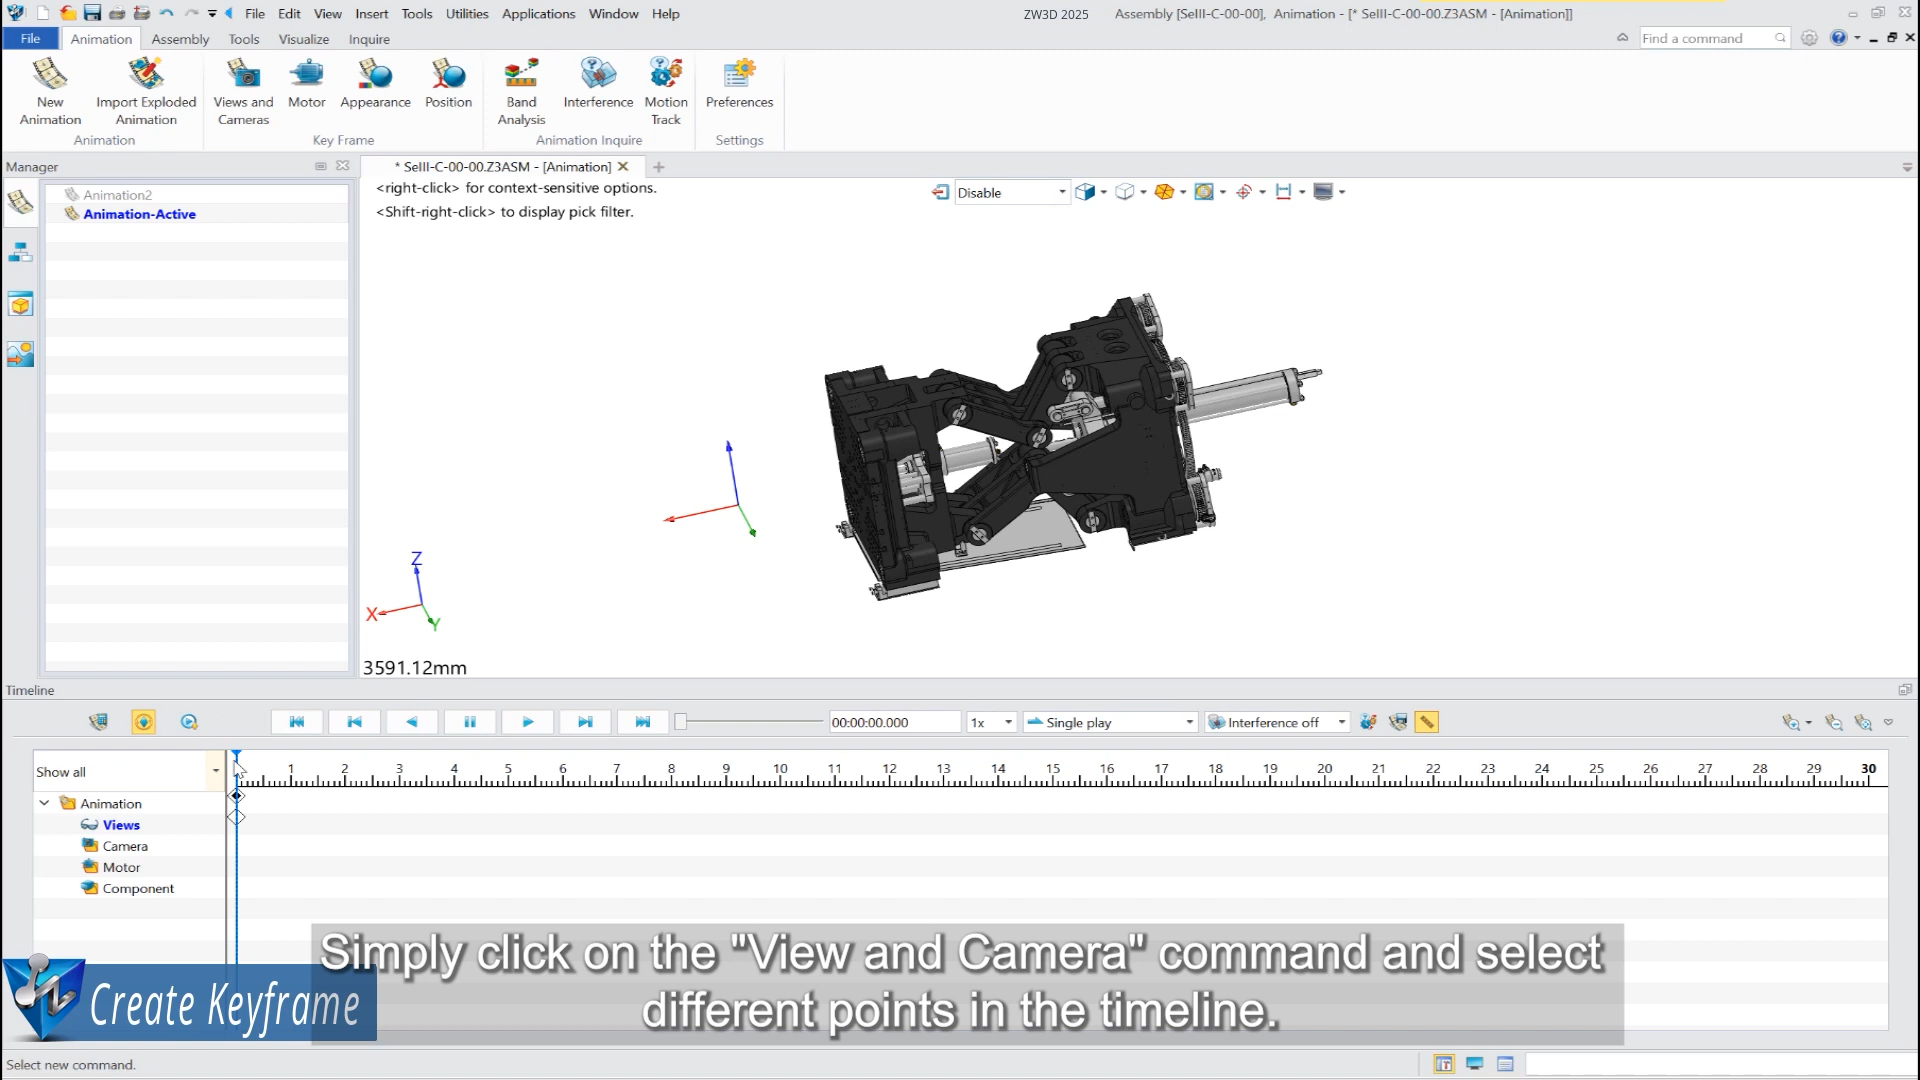 File Edit View Insert Tools Utilities Applications Window Help
ZW3D 2025 Assembly [SeIII-C-00-00], Animation - [* SeIII-C-00-00.Z3ASM - [Animation]]
File Animation Assembly Tools Visualize Inquire
Find a command
New Animation
Import Exploded Animation
Views and Cameras
Motor
Appearance
Position
Band Analysis
Interference
Motion Track
Preferences
Animation Key Frame Animation Inquire Settings
Manager
* SeIII-C-00-00.Z3ASM - [Animation]
Animation2
Animation-Active
<right-click> for context-sensitive options.
<Shift-right-click> to display pick filter.
Disable
Z
X
Y
3591.12mm
Timeline
00:00:00.000 1x Single play Interference off
Show all
1 2 3 4 5 6 7 8 9 10 11 12 13 14 15 16 17 18 19 20 21 22 23 24 25 26 27 28 29 30
Animation
Views
Camera
Motor
Component
Simply click on the "View and Camera" command and select
different points in the timeline.
Create Keyframe
Select new command.